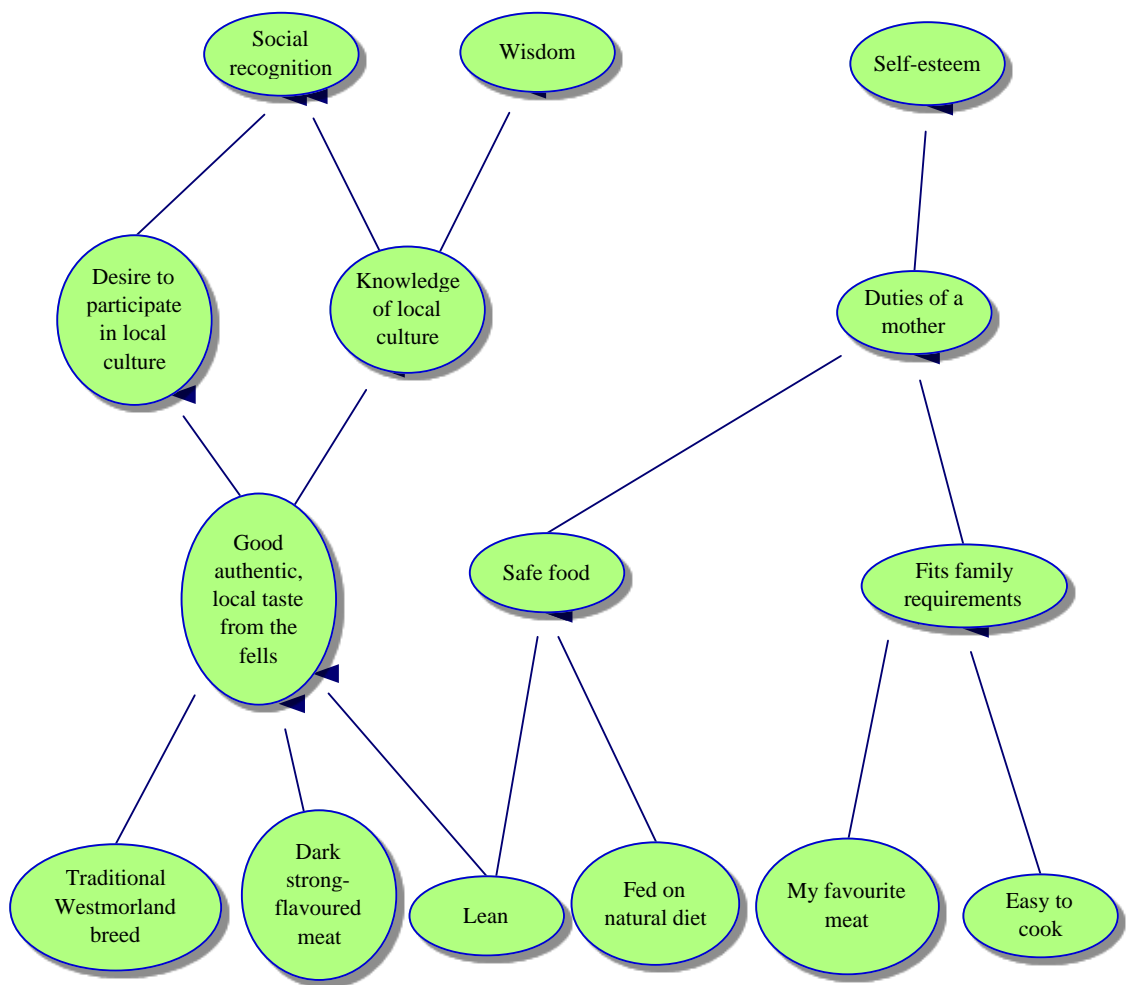 Social
recognition
Wisdom
Self-esteem
Desire to
participate
in local
culture
Knowledge
of local
culture
Duties of a
mother
Good
authentic,
local taste
from the
fells
Safe food
Fits family
requirements
Traditional
Westmorland
breed
Dark
strong-
flavoured
meat
Lean
Fed on
natural diet
My favourite
meat
Easy to
cook